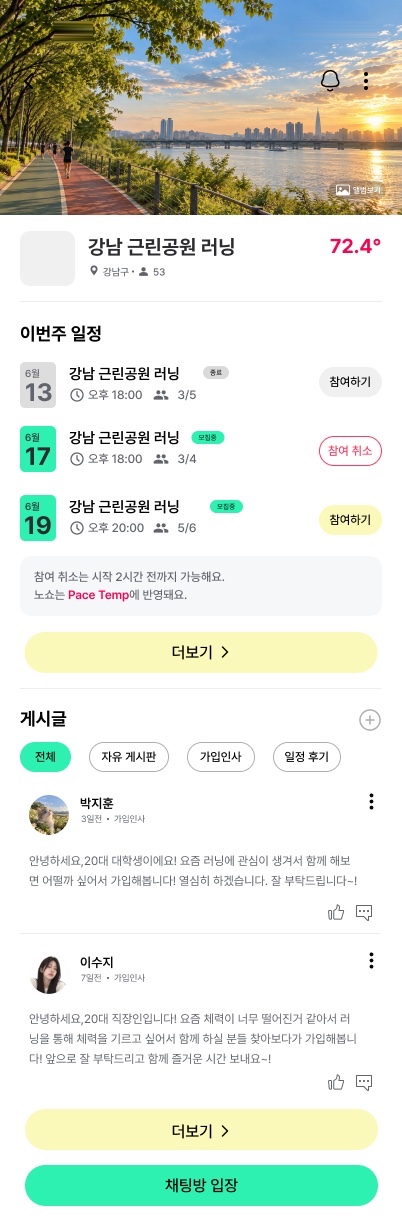 앨범보기
강남 근린공원 러닝
72.4°
강남구 • 53
이번주 일정
6월
13
강남 근린공원 러닝
종료
오후 18:00 3/5
참여하기
6월
17
강남 근린공원 러닝
모집중
오후 18:00 3/4
참여 취소
6월
19
강남 근린공원 러닝
모집중
오후 20:00 5/6
참여하기
참여 취소는 시작 2시간 전까지 가능해요.
노쇼는 Pace Temp에 반영돼요.
더보기 >
게시글
전체
자유 게시판
가입인사
일정 후기
박지훈
3일전 • 가입인사
안녕하세요,20대 대학생이에요! 요즘 러닝에 관심이 생겨서 함께 해보
면 어떨까 싶어서 가입해봅니다! 열심히 하겠습니다. 잘 부탁드립니다~!
이수지
7일전 • 가입인사
안녕하세요,20대 직장인입니다! 요즘 체력이 너무 떨어진거 같아서 러
닝을 통해 체력을 기르고 싶어서 함께 하실 분들 찾아보다가 가입해봅니
다! 앞으로 잘 부탁드리고 함께 즐거운 시간 보내요~!
더보기 >
채팅방 입장